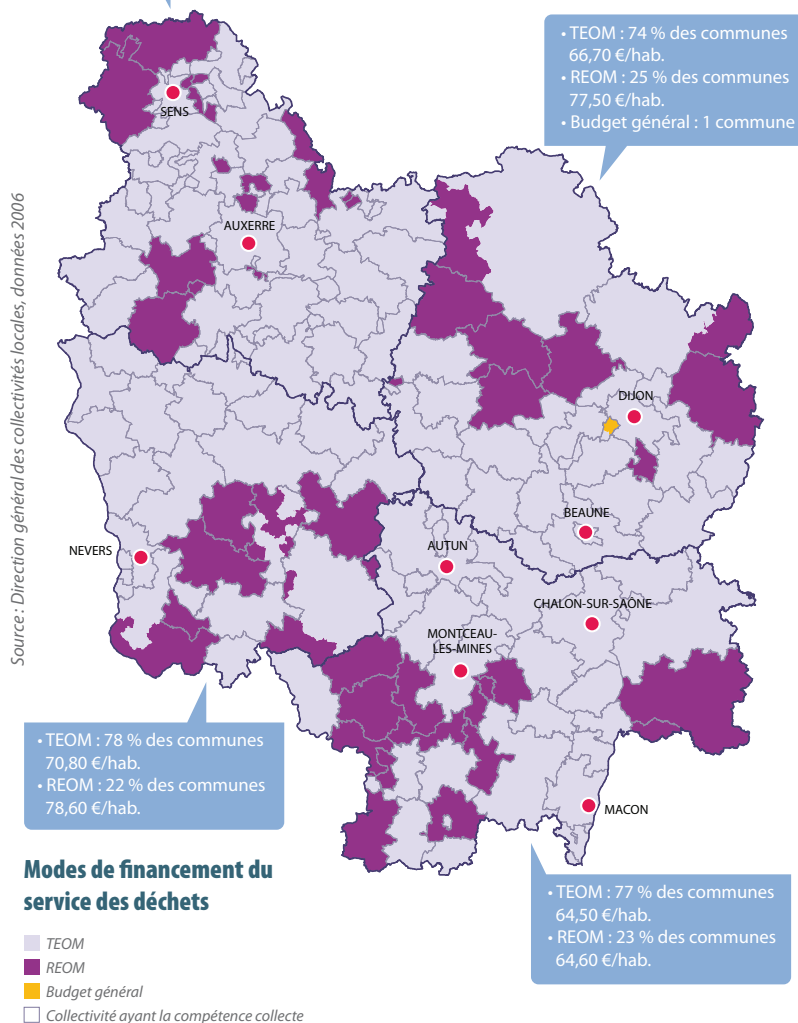 • TEOM : 74 % des communes
66,70 €/hab.
• REOM : 25 % des communes
77,50 €/hab.
• Budget général : 1 commune
SENS
AUXERRE
DIJON
BEAUNE
NEVERS
AUTUN
CHALON-SUR-SAÔNE
MONTCEAU-
LES-MINES
MACON
Source : Direction général des collectivités locales, données 2006
• TEOM : 78 % des communes
70,80 €/hab.
• REOM : 22 % des communes
78,60 €/hab.
• TEOM : 77 % des communes
64,50 €/hab.
• REOM : 23 % des communes
64,60 €/hab.
Modes de financement du
service des déchets
TEOM
REOM
Budget général
Collectivité ayant la compétence collecte